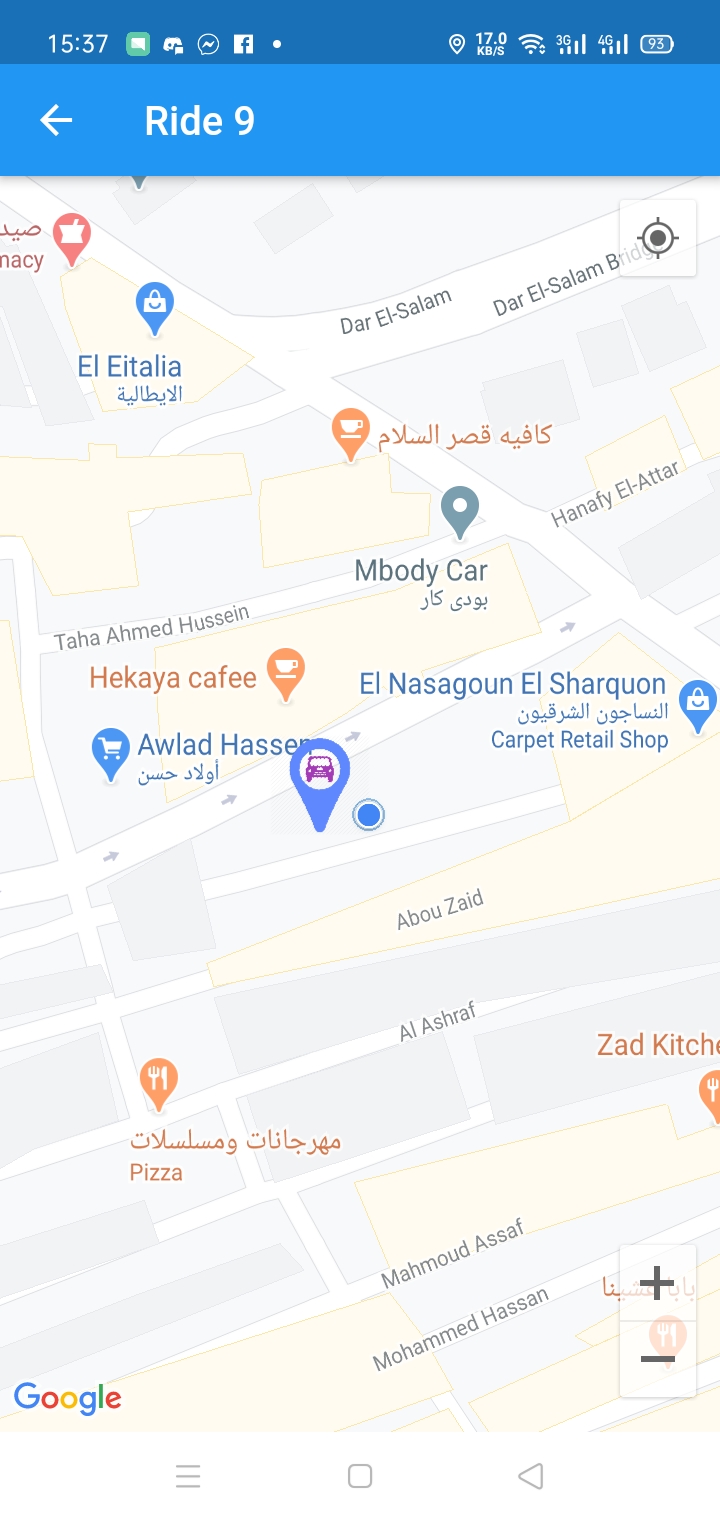 15:37
17.0
KB/S
3G
4G
93
Ride 9
macy
Dar El-Salam
Dar El-Salam Bridge
El Eitalia
الايطالية
كافيه قصر السلام
Hanafy El-Attar
Mbody Car
بودى كار
Taha Ahmed Hussein
Hekaya cafee
El Nasagoun El Sharquon
النساجون الشرقيون
Carpet Retail Shop
Awlad Hassen
أولاد حسن
Abou Zaid
Al Ashraf
Zad Kitche
مهرجانات ومسلسلات
Pizza
Mahmoud Assaf
Mohammed Hassan
Google